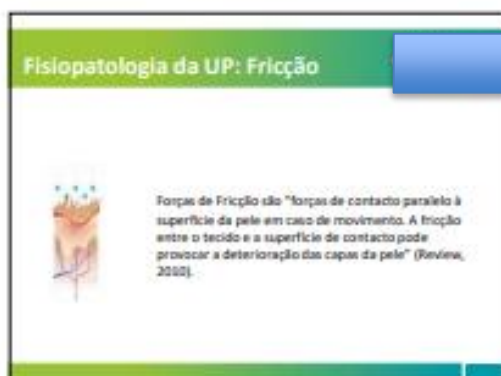 Fisiopatologia da UP: Fricção
Forças de Fricção são "forças de contacto paralelo à
superfície da pele em caso de movimento. A fricção
entre o tecido e a superfície de contacto pode
provocar a deterioração das capas da pele" (Review,
2010).